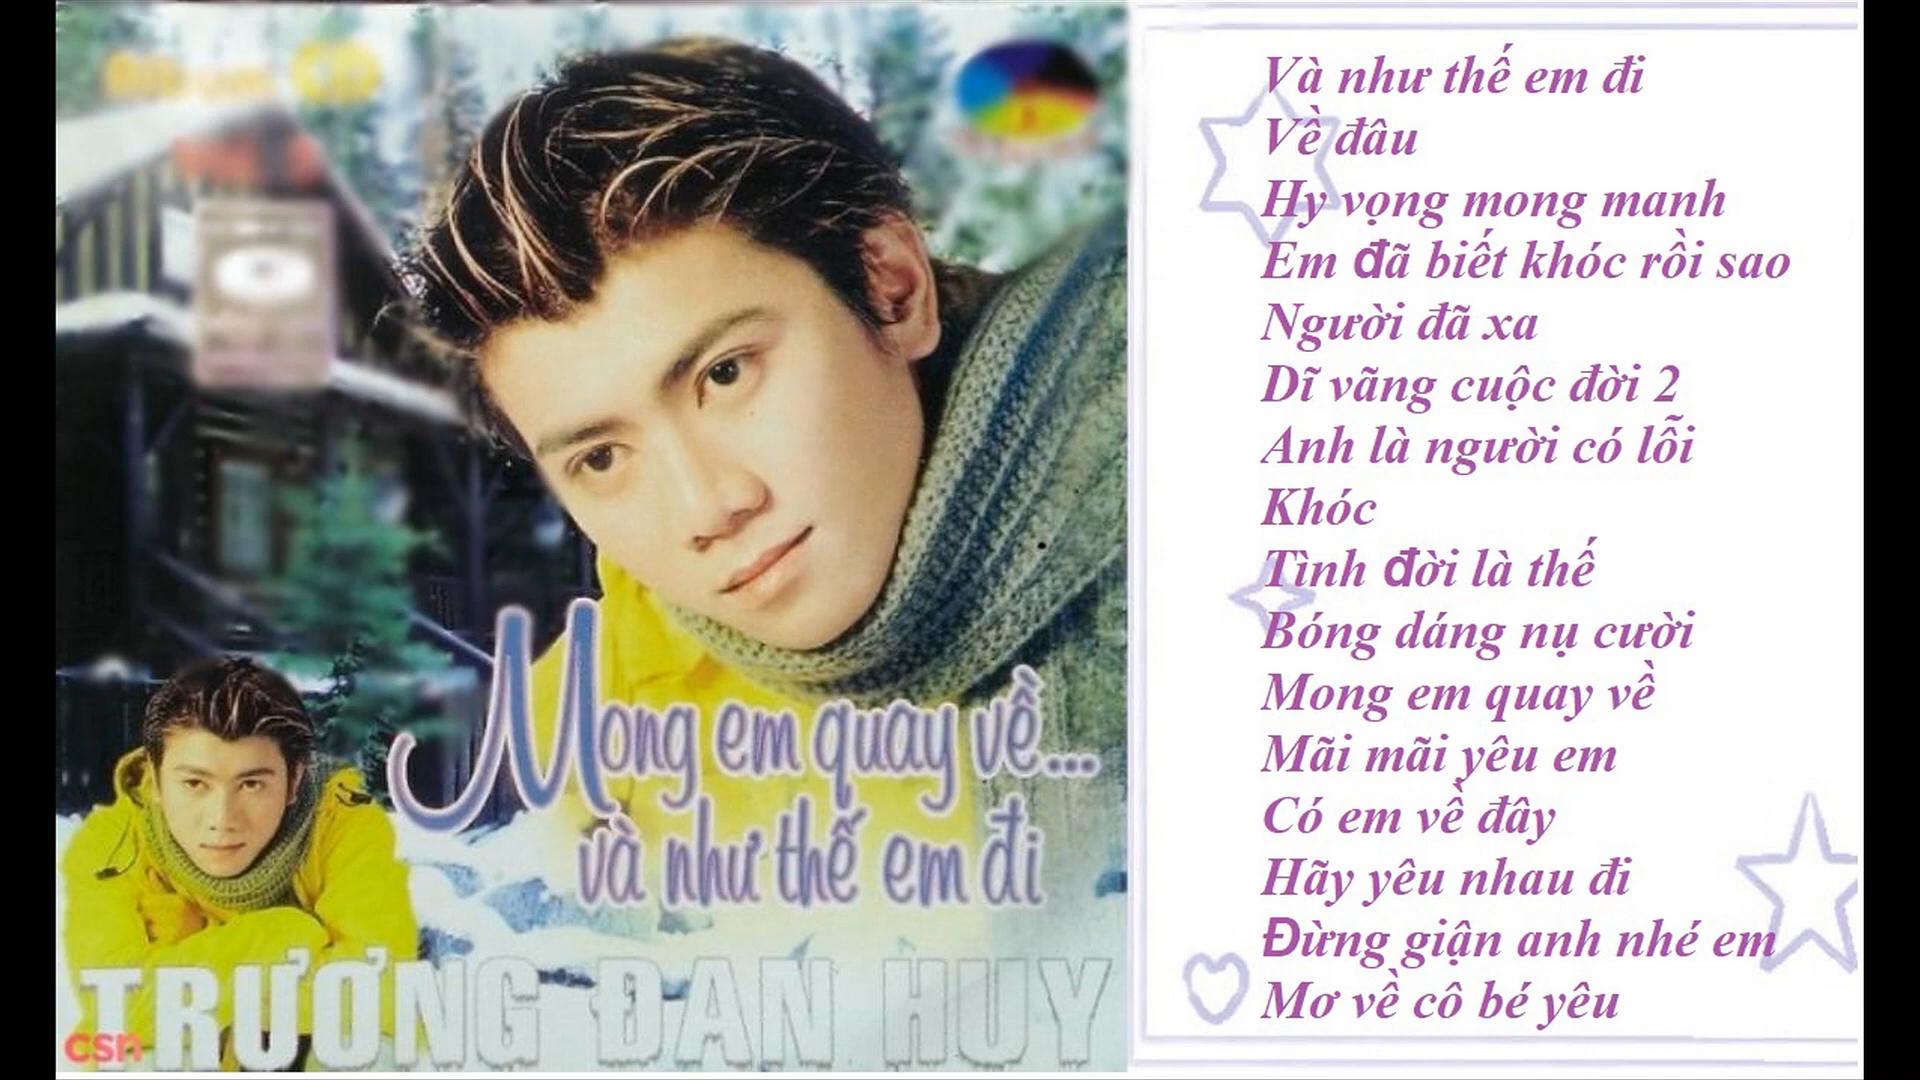 Mong em quay về...
và như thế em đi
TRƯƠNG ĐAN HUY
csn
Và như thế em đi
Về đâu
Hy vọng mong manh
Em đã biết khóc rồi sao
Người đã xa
Dĩ vãng cuộc đời 2
Anh là người có lỗi
Khóc
Tình đời là thế
Bóng dáng nụ cười
Mong em quay về
Mãi mãi yêu em
Có em về đây
Hãy yêu nhau đi
Đừng giận anh nhé em
Mơ về cô bé yêu